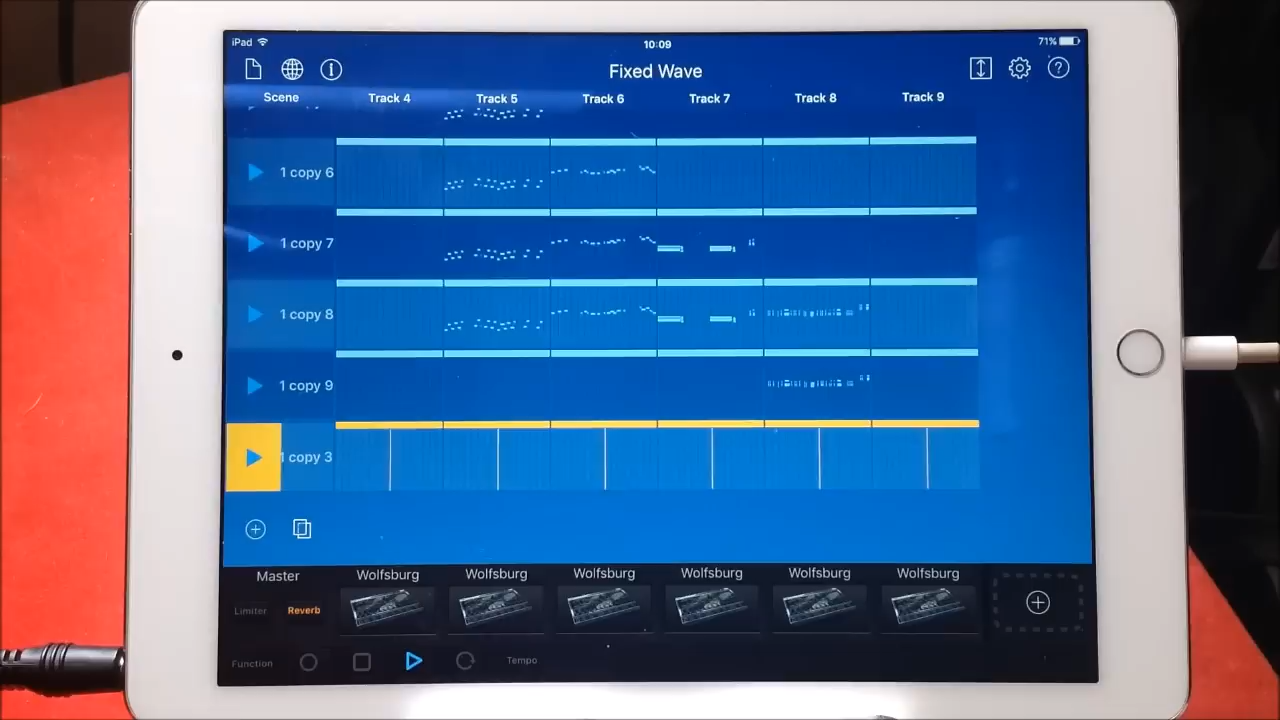 iPad 10:09 71%
Fixed Wave
Scene Track 4 Track 5 Track 6 Track 7 Track 8 Track 9
1 copy 6
1 copy 7
1 copy 8
1 copy 9
1 copy 3
Master Wolfsburg Wolfsburg Wolfsburg Wolfsburg Wolfsburg Wolfsburg
Limiter Reverb
Function Tempo